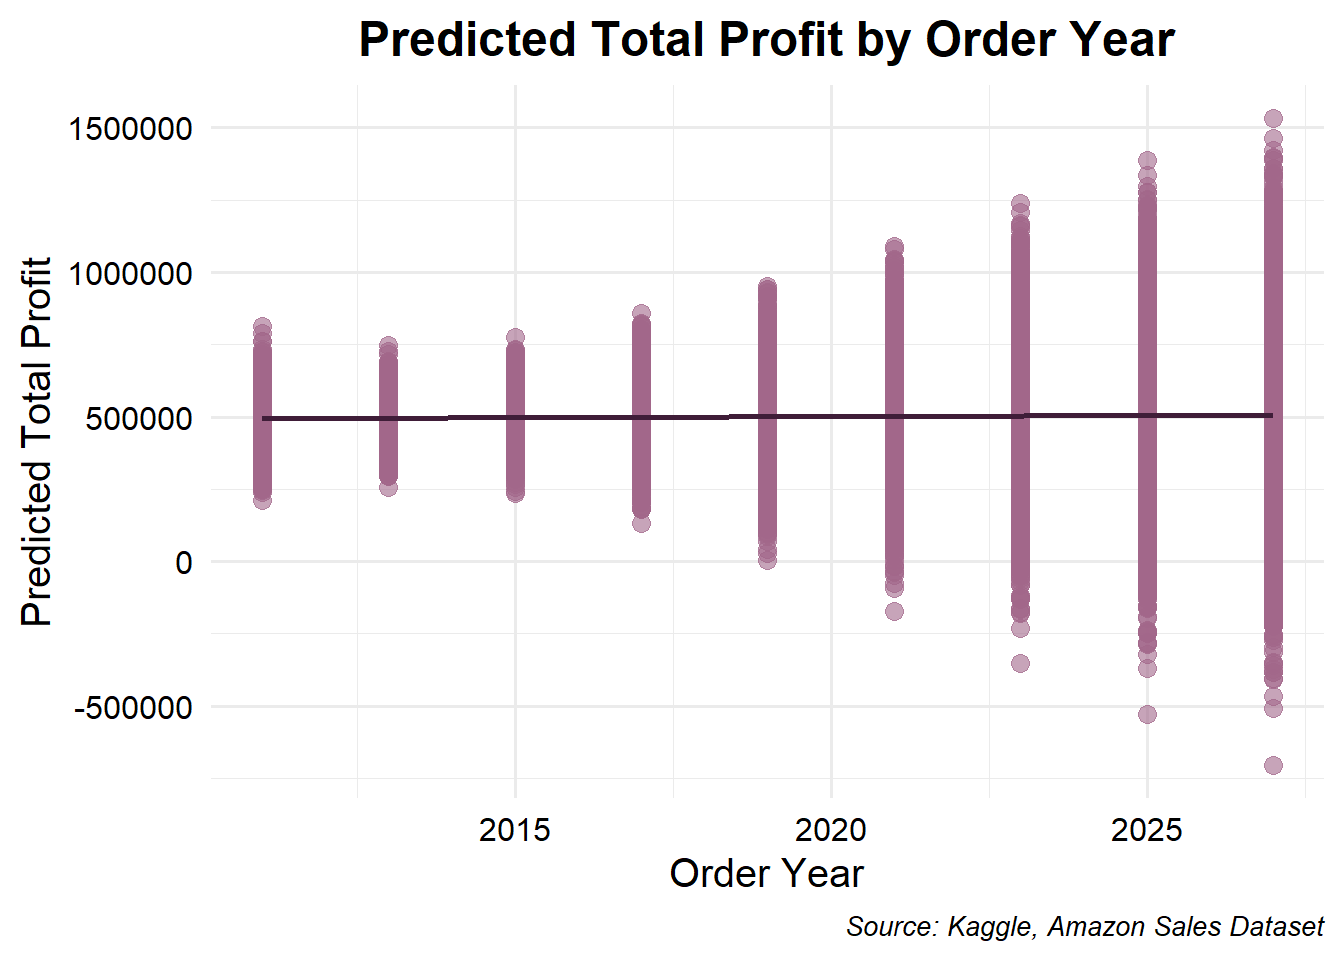 Predicted Total Profit by Order Year
Predicted Total Profit
1500000
1000000
500000
0
-500000
2015 2020 2025
Order Year
Source: Kaggle, Amazon Sales Dataset